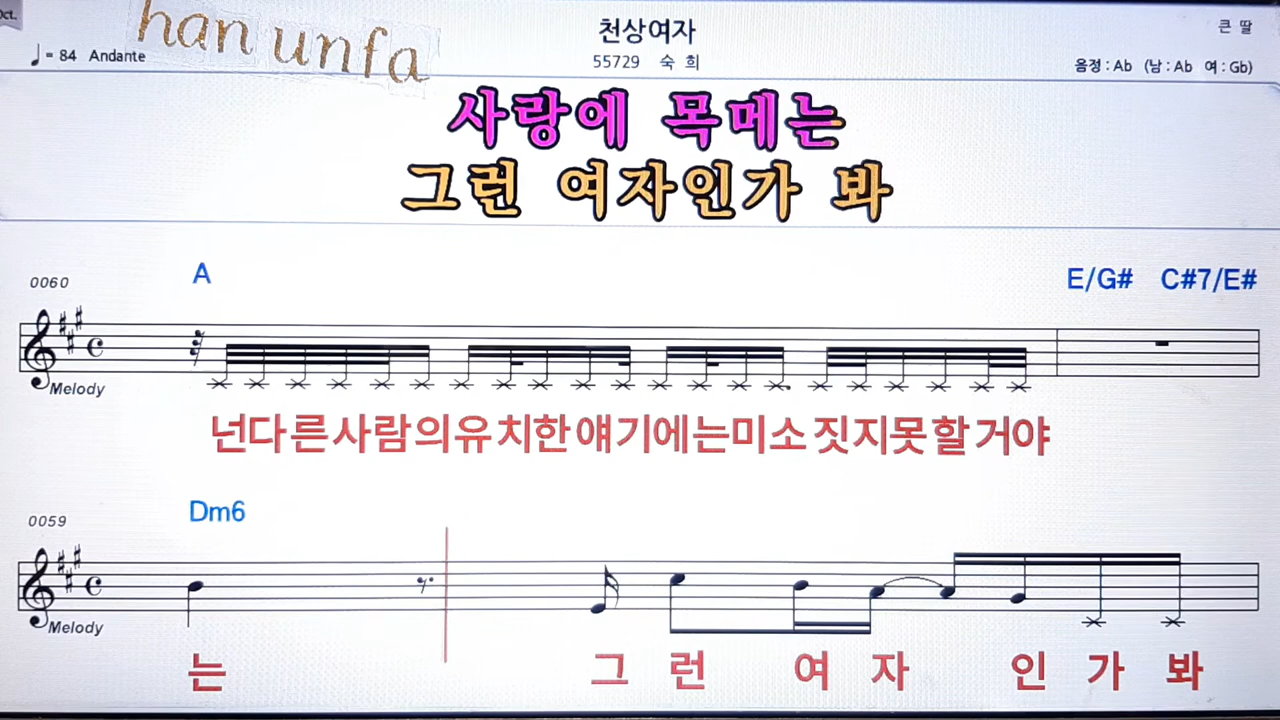 Oct.
han unfa
천상여자
큰 딸
= 84 Andante
55729 숙 희
음정 : Ab (남 : Ab 여 : Gb)
사랑에 목메는
그런 여자인가 봐
0060
A E/G# C#7/E#
Melody
넌다른사람의유치한얘기에는미소짓지못할거야
0059
Dm6
Melody
는 그런 여자 인가봐